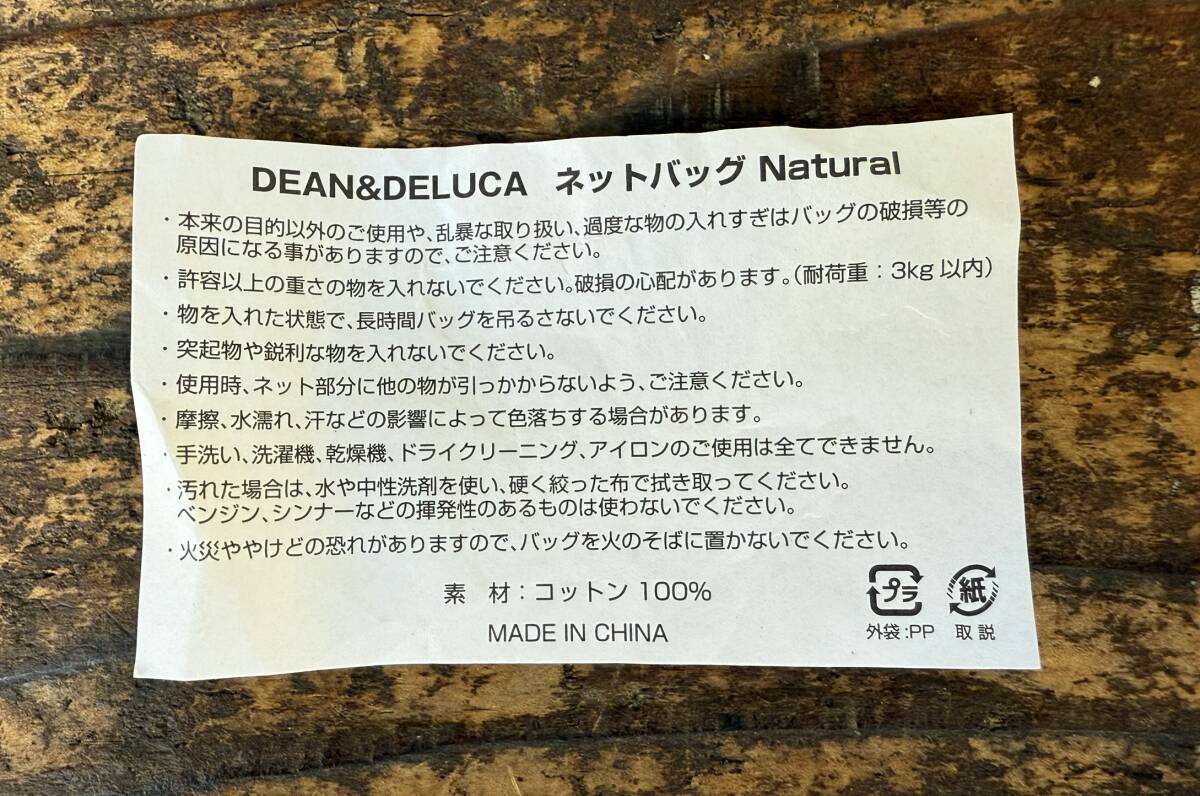 DEAN&DELUCA ネットバッグ Natural
・本来の目的以外のご使用や、乱暴な取り扱い、過度な物の入れすぎはバッグの破損等の
原因になる事がありますので、ご注意ください。
・許容以上の重さの物を入れないでください。破損の心配があります。(耐荷重：3kg以内)
・物を入れた状態で、長時間バッグを吊るさないでください。
・突起物や鋭利な物を入れないでください。
・使用時、ネット部分に他の物が引っかからないよう、ご注意ください。
・摩擦、水濡れ、汗などの影響によって色落ちする場合があります。
・手洗い、洗濯機、乾燥機、ドライクリーニング、アイロンのご使用は全てできません。
・汚れた場合は、水や中性洗剤を使い、硬く絞った布で拭き取ってください。
ベンジン、シンナーなどの揮発性のあるものは使わないでください。
・火災ややけどの恐れがありますので、バッグを火のそばに置かないでください。
素 材：コットン 100%
MADE IN CHINA
プラ 紙
外袋：PP 取説